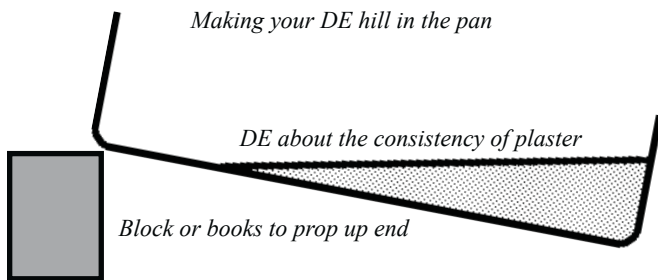 Making your DE hill in the pan
DE about the consistency of plaster
Block or books to prop up end